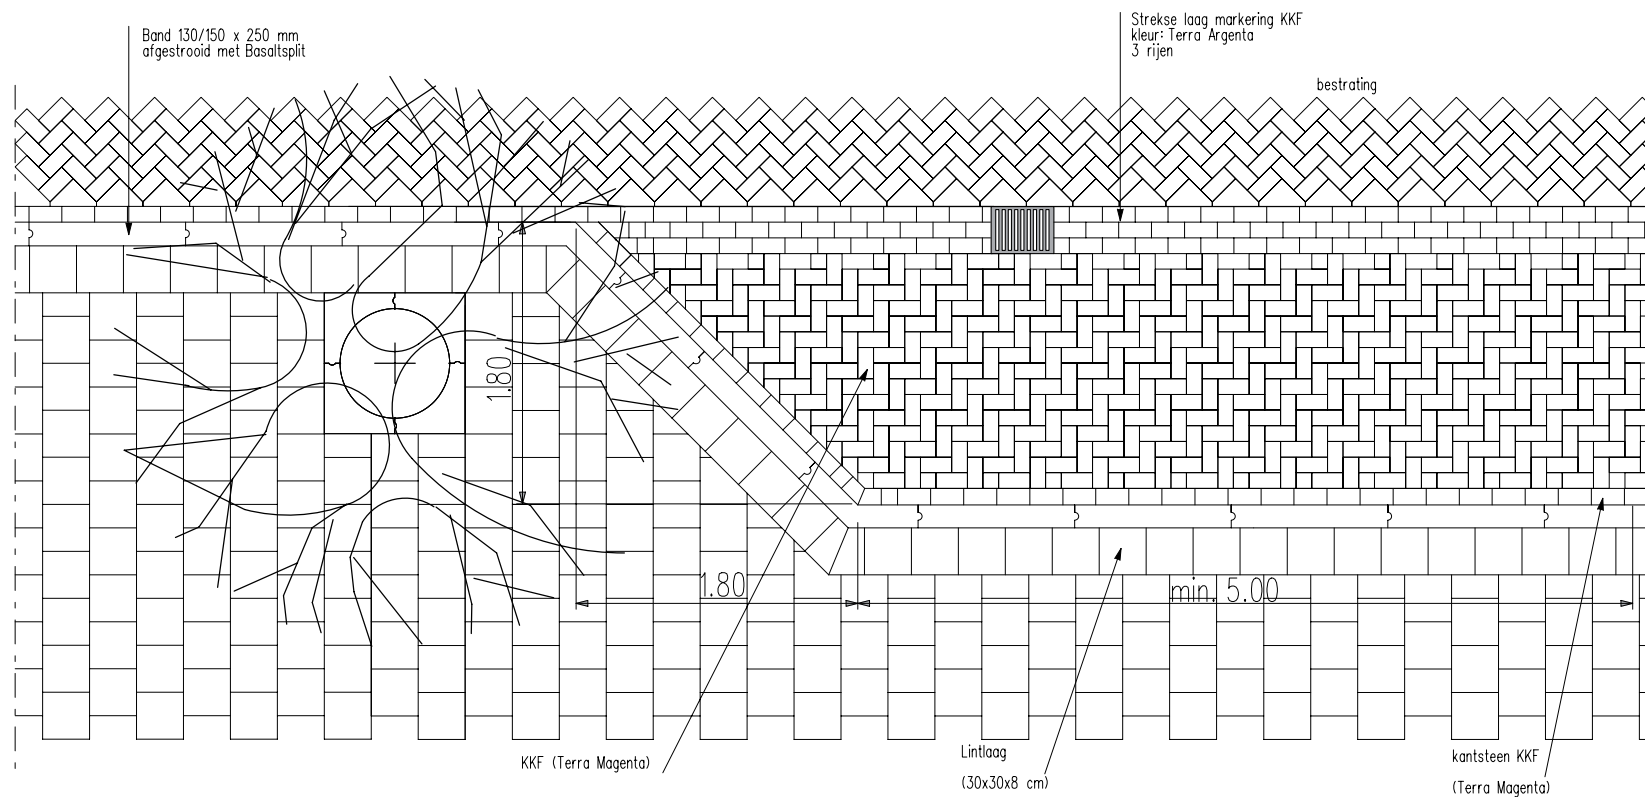 Band 130/150 x 250 mm
afgestrooid met Basaltsplit
Strekse laag markering KKF
kleur: Terra Argenta
3 rijen
bestrating
1.80
1.80
min. 5.00
KKF (Terra Magenta)
Lintlaag
(30x30x8 cm)
kantsteen KKF
(Terra Magenta)